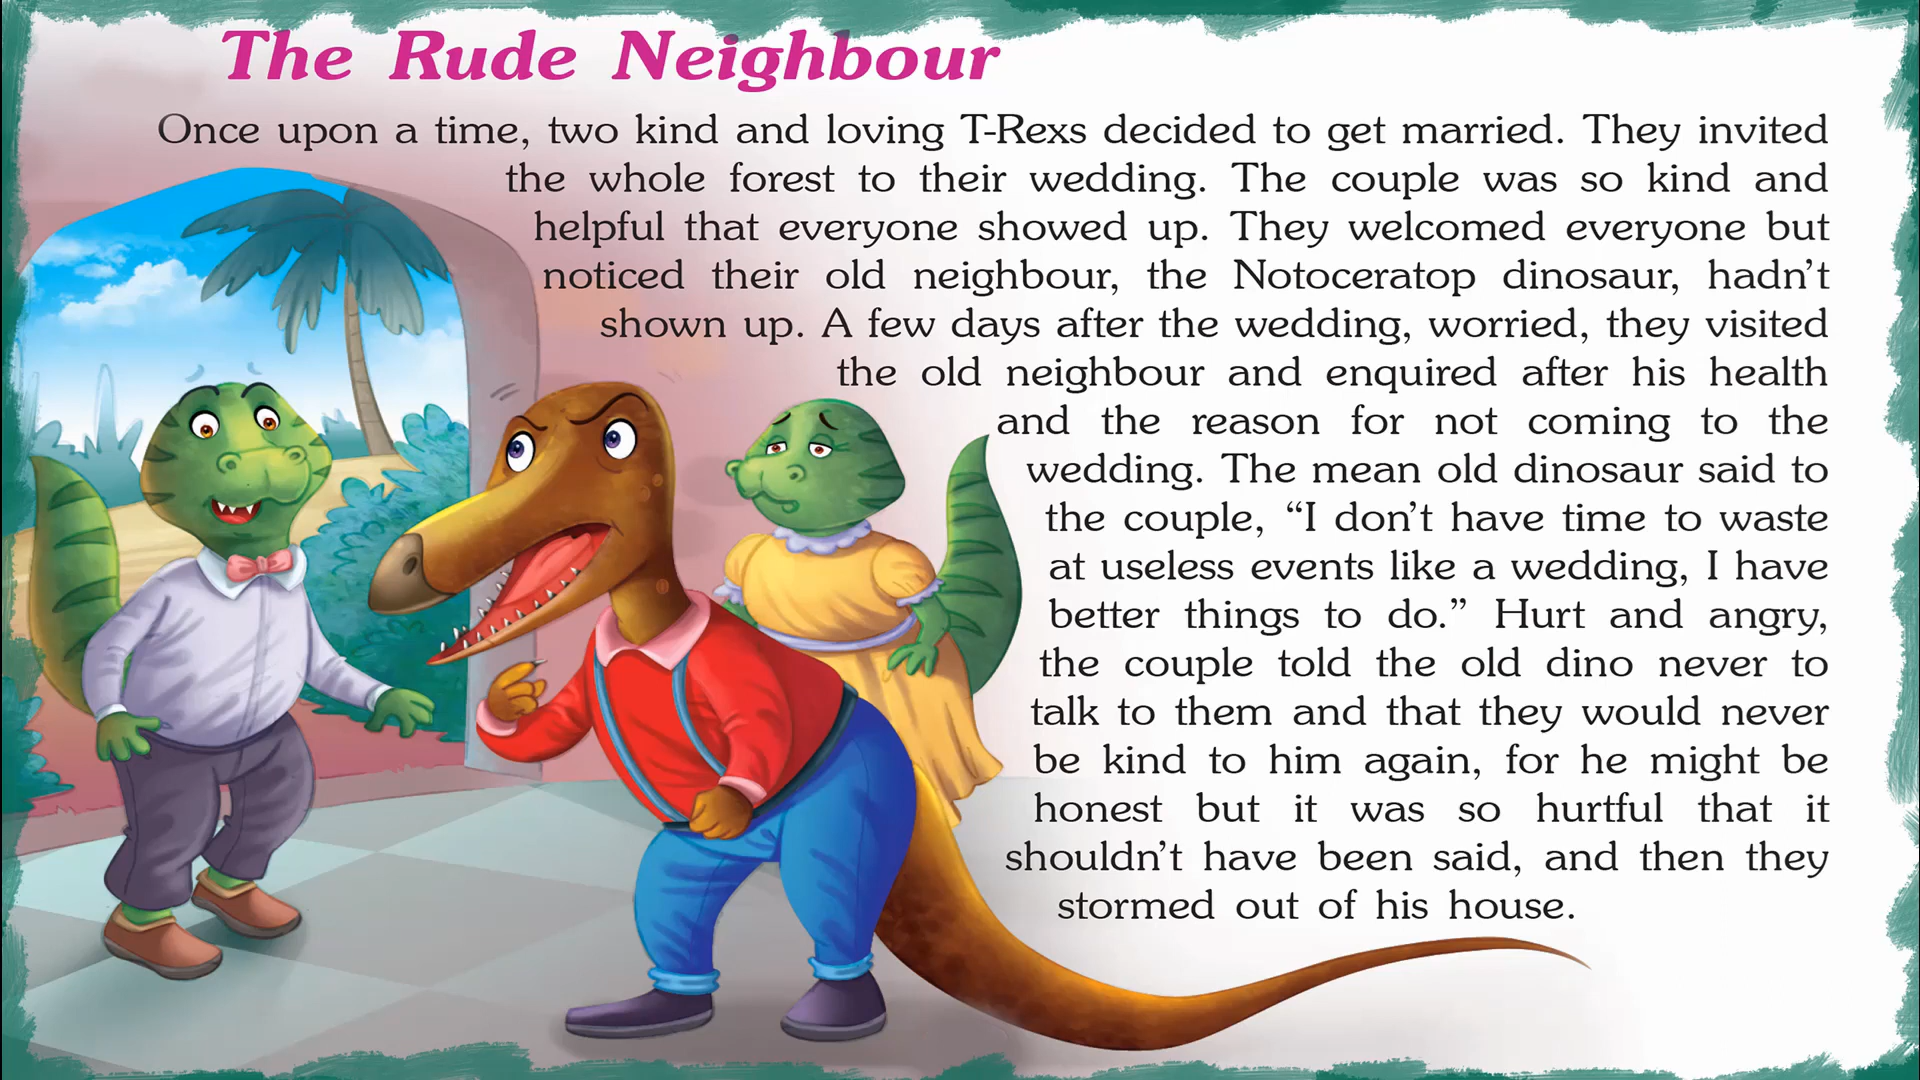 The Rude Neighbour
Once upon a time, two kind and loving T-Rexs decided to get married. They invited
the whole forest to their wedding. The couple was so kind and
helpful that everyone showed up. They welcomed everyone but
noticed their old neighbour, the Notoceratop dinosaur, hadn’t
shown up. A few days after the wedding, worried, they visited
the old neighbour and enquired after his health
and the reason for not coming to the
wedding. The mean old dinosaur said to
the couple, “I don’t have time to waste
at useless events like a wedding, I have
better things to do.” Hurt and angry,
the couple told the old dino never to
talk to them and that they would never
be kind to him again, for he might be
honest but it was so hurtful that it
shouldn’t have been said, and then they
stormed out of his house.